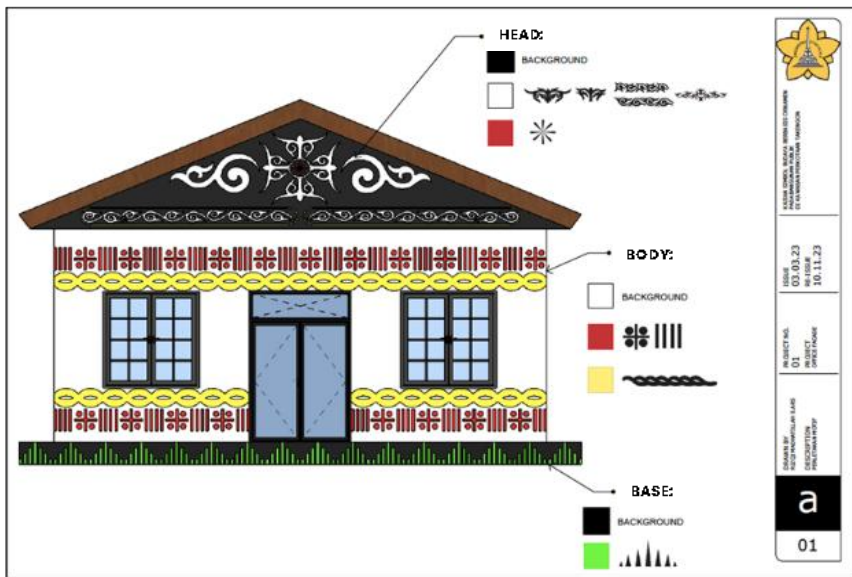 HEAD:
BACKGROUND
BODY:
BACKGROUND
BASE:
BACKGROUND
ISSUE
03.03.23
RE-ISSUE
10.11.23
PROJECT NO.
01
PROJECT
OFFICE FAÇADE
DRAWN BY
DESCRIPTION
a
01